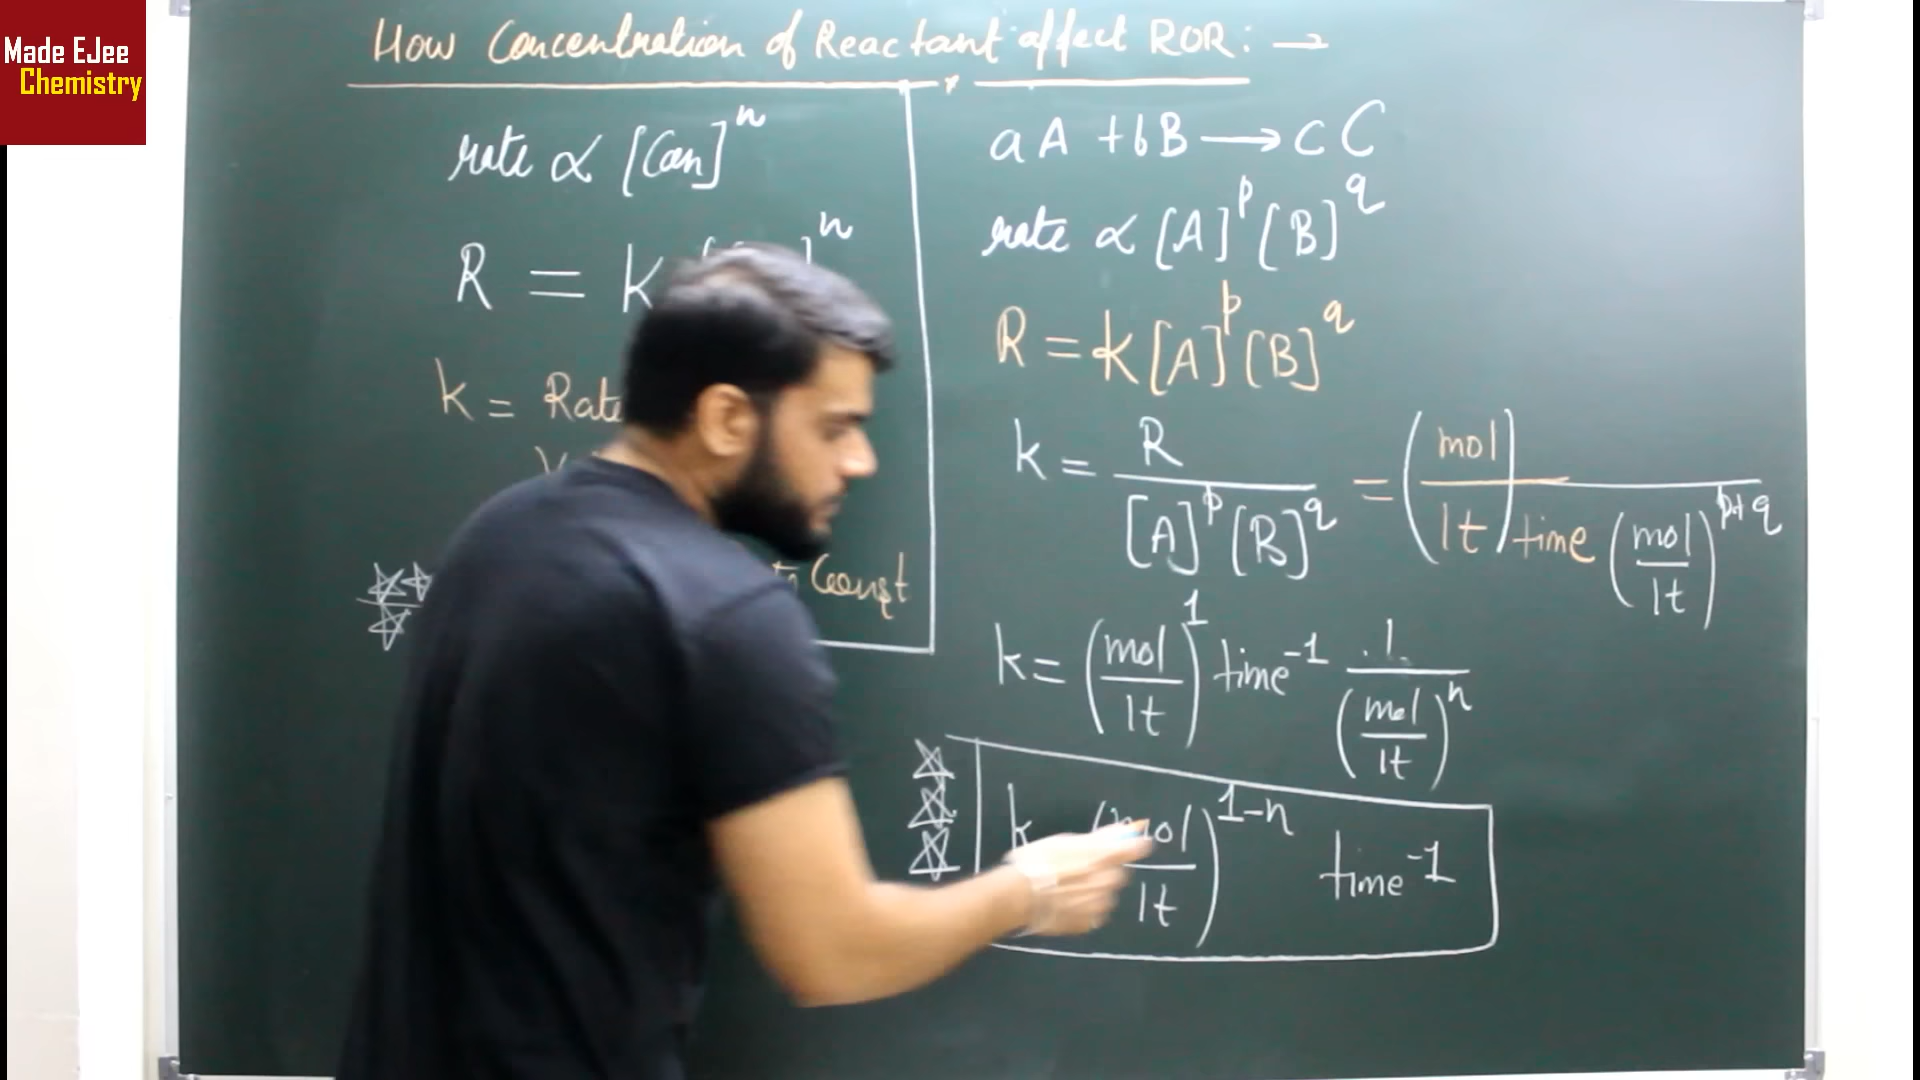 Made EJee
Chemistry
How Concentration of Reactant affect ROR: →
rate ∝ [Con]^n
R = K [ ]^n
k = Rate
Const
aA + bB → cC
rate ∝ [A]^p [B]^q
R = K[A]^p [B]^q
k = R / [A]^p [B]^q = (mol / lt) time (mol / lt)^p+q
k = (mol / lt)^1 time^-1 1 / (mol / lt)^n
k (mol / lt)^1-n time^-1